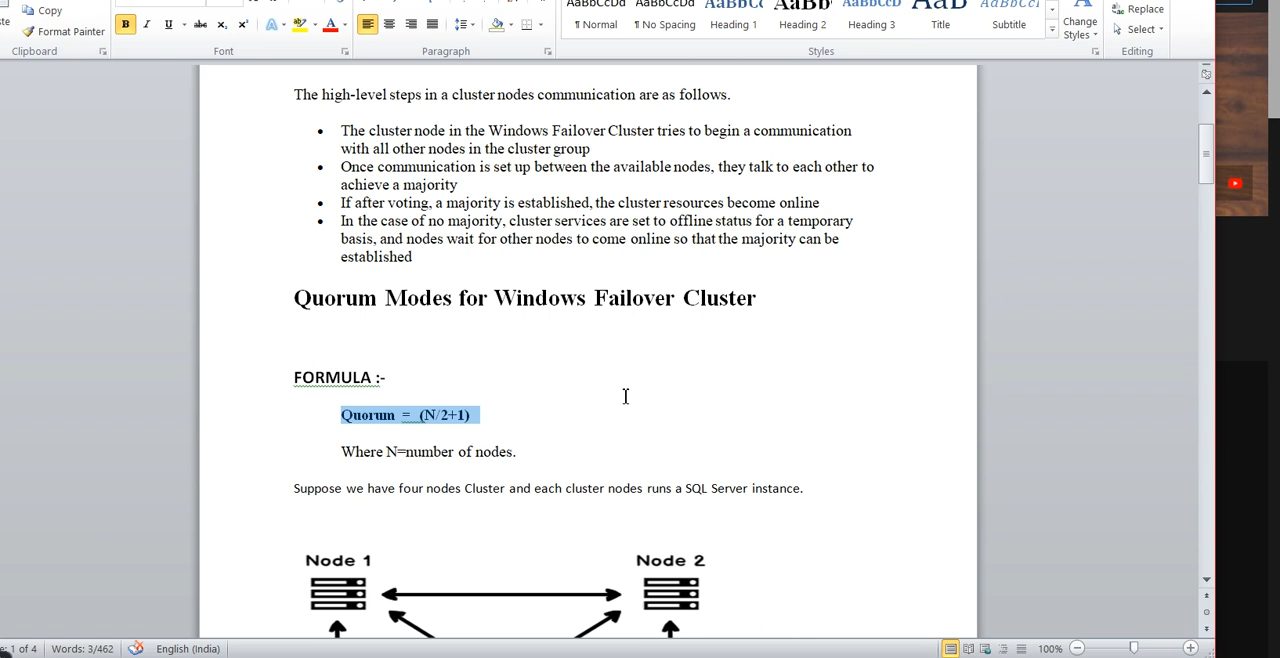 Copy
Format Painter
Clipboard
B I U abc x₂ x² A A
Font
Paragraph
AaBbCcDd AaBbCcDd AaBbCc AaBb AaBbCcD AaB AaBbCcI
¶ Normal ¶ No Spacing Heading 1 Heading 2 Heading 3 Title Subtitle
Styles
Change
Styles
Replace
Select
Editing
The high-level steps in a cluster nodes communication are as follows.
• The cluster node in the Windows Failover Cluster tries to begin a communication
with all other nodes in the cluster group
• Once communication is set up between the available nodes, they talk to each other to
achieve a majority
• If after voting, a majority is established, the cluster resources become online
• In the case of no majority, cluster services are set to offline status for a temporary
basis, and nodes wait for other nodes to come online so that the majority can be
established
Quorum Modes for Windows Failover Cluster
FORMULA :-
Quorum = (N/2+1)
Where N=number of nodes.
Suppose we have four nodes Cluster and each cluster nodes runs a SQL Server instance.
Node 1 Node 2
: 1 of 4 Words: 3/462 English (India) 100%